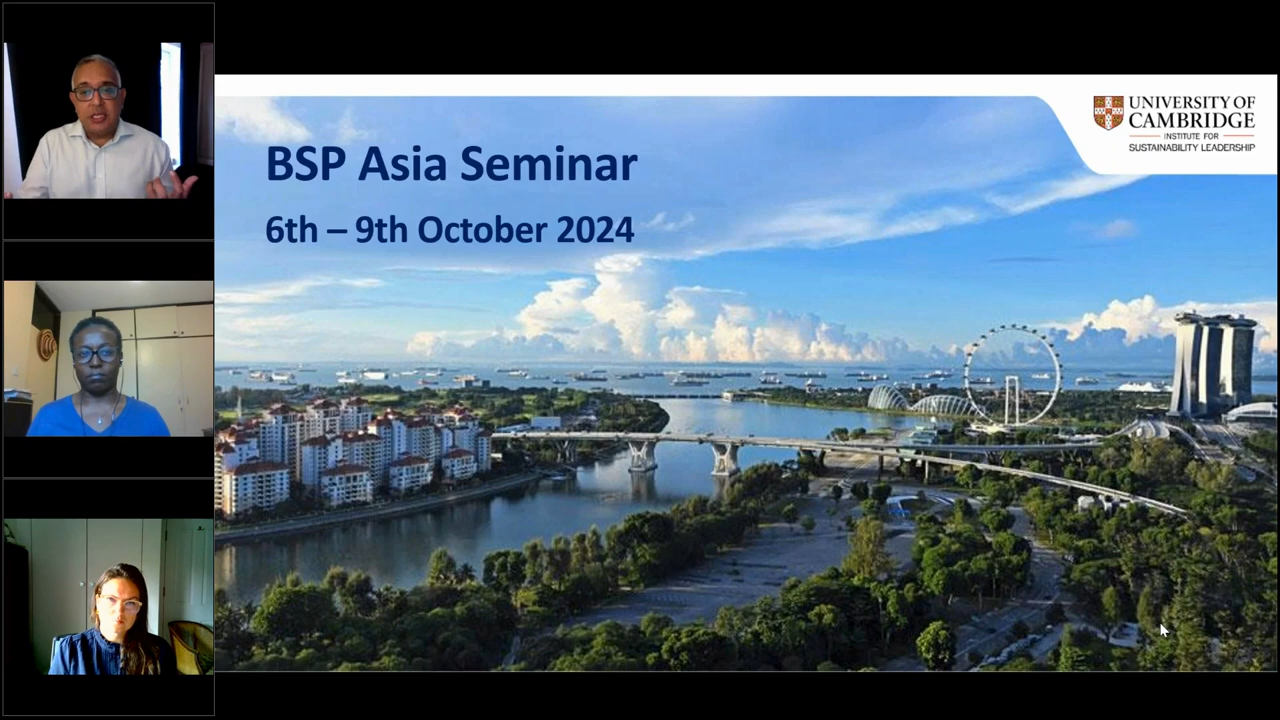 BSP Asia Seminar
6th – 9th October 2024
UNIVERSITY OF
CAMBRIDGE
INSTITUTE FOR
SUSTAINABILITY LEADERSHIP